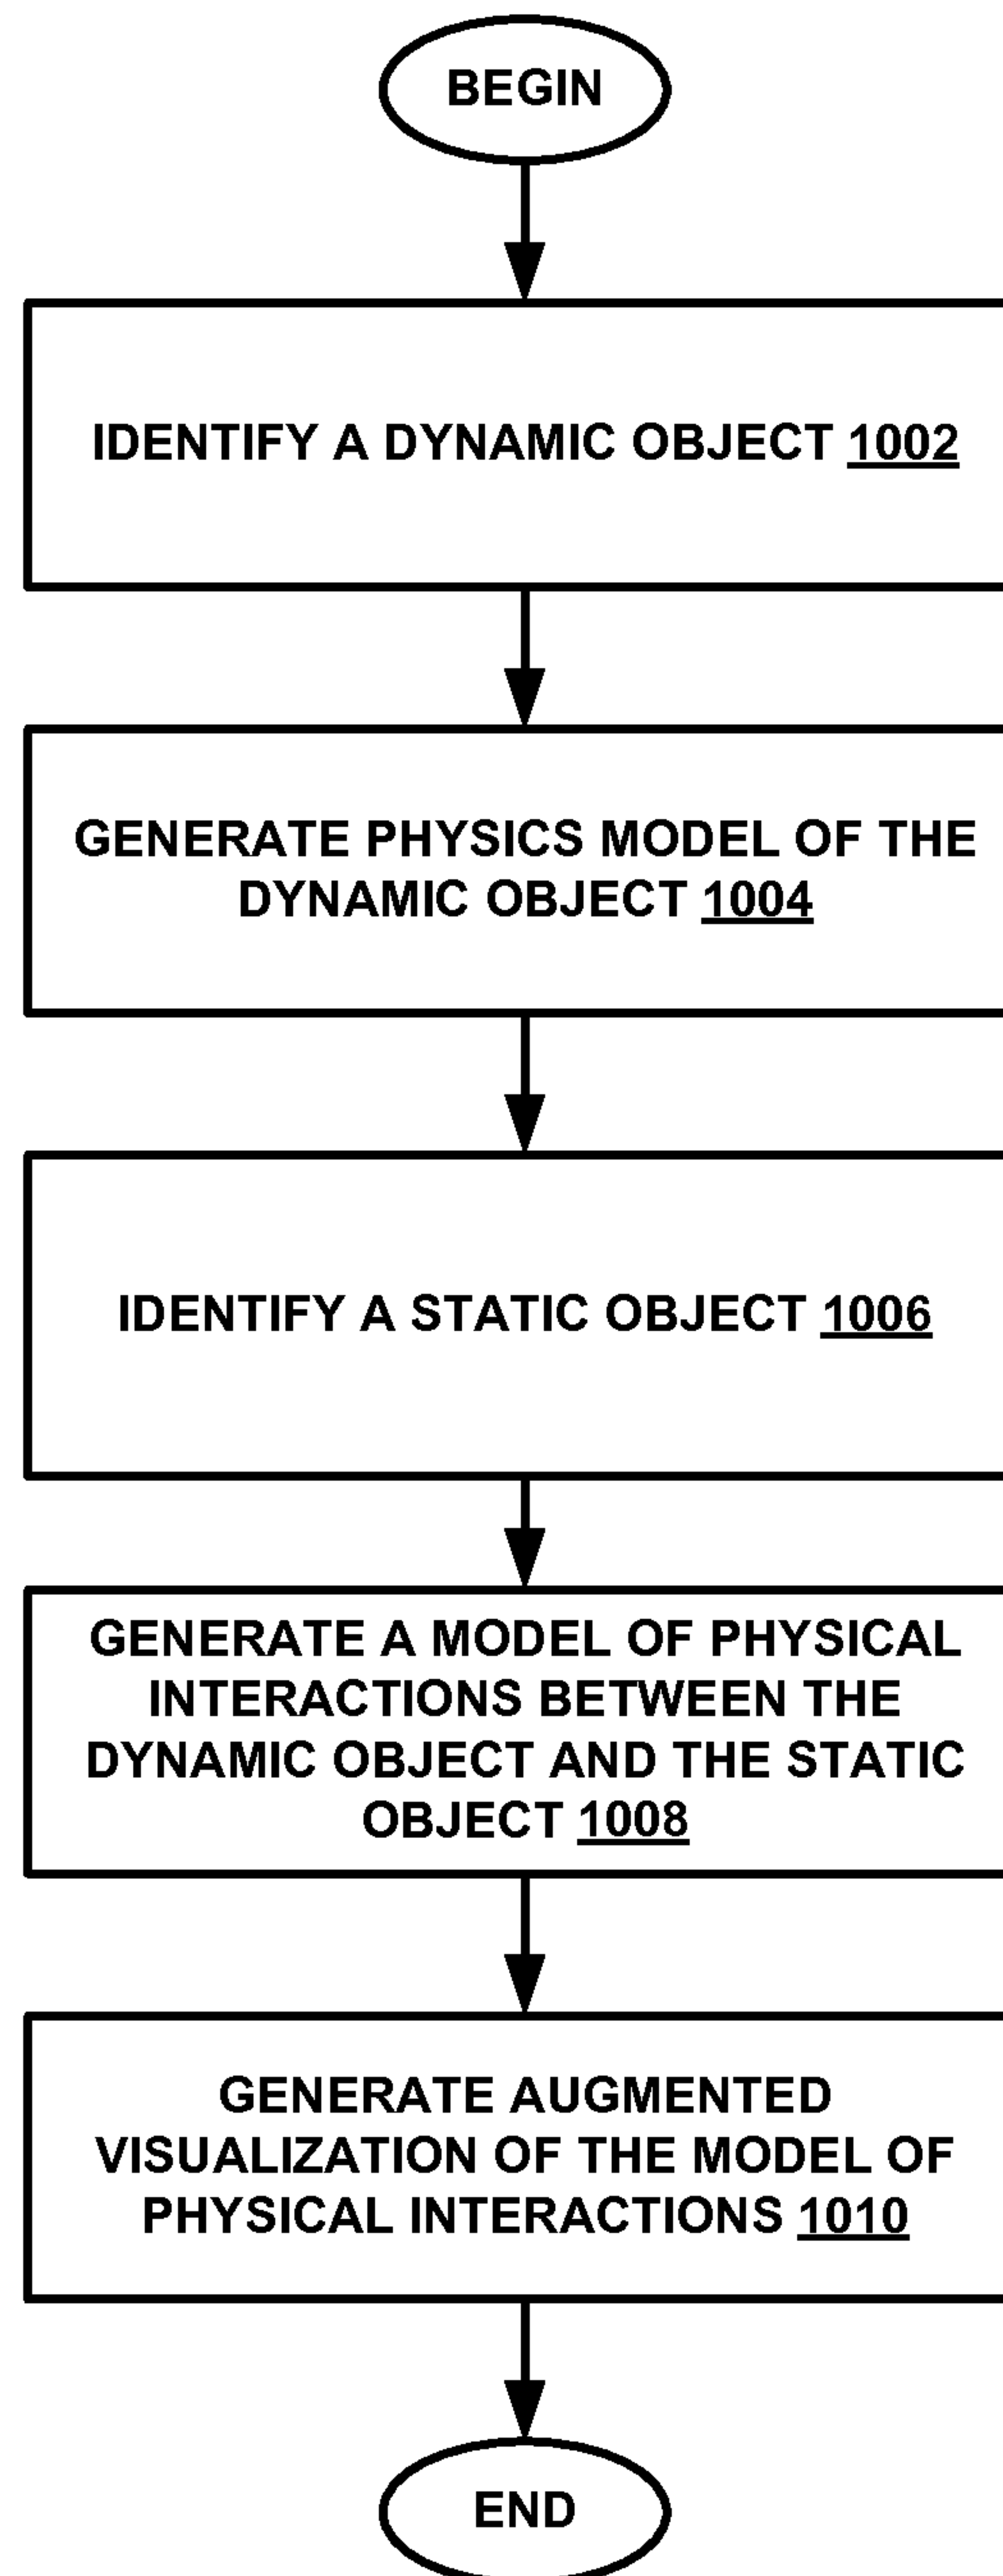 BEGIN
IDENTIFY A DYNAMIC OBJECT 1002
GENERATE PHYSICS MODEL OF THE
DYNAMIC OBJECT 1004
IDENTIFY A STATIC OBJECT 1006
GENERATE A MODEL OF PHYSICAL
INTERACTIONS BETWEEN THE
DYNAMIC OBJECT AND THE STATIC
OBJECT 1008
GENERATE AUGMENTED
VISUALIZATION OF THE MODEL OF
PHYSICAL INTERACTIONS 1010
END